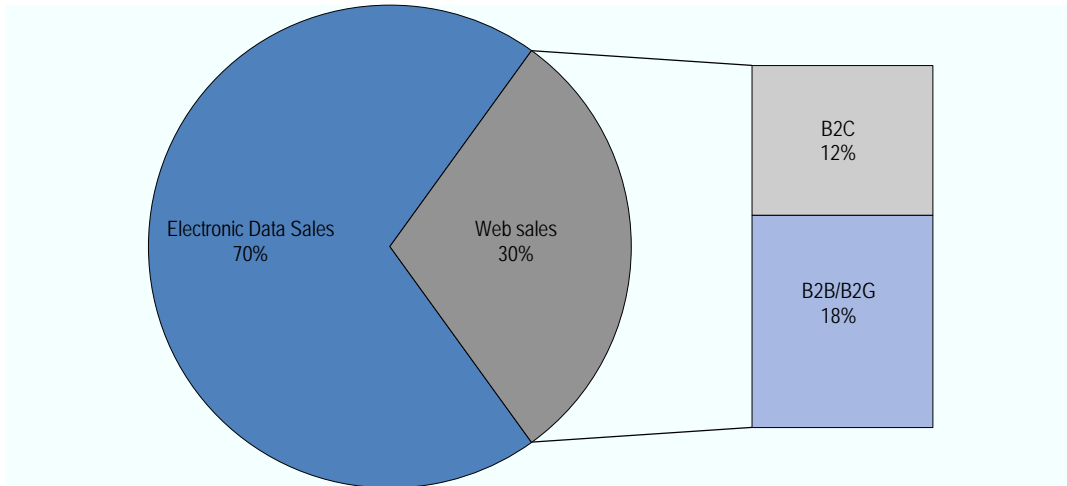 Electronic Data Sales
70%
Web sales
30%
B2C
12%
B2B/B2G
18%